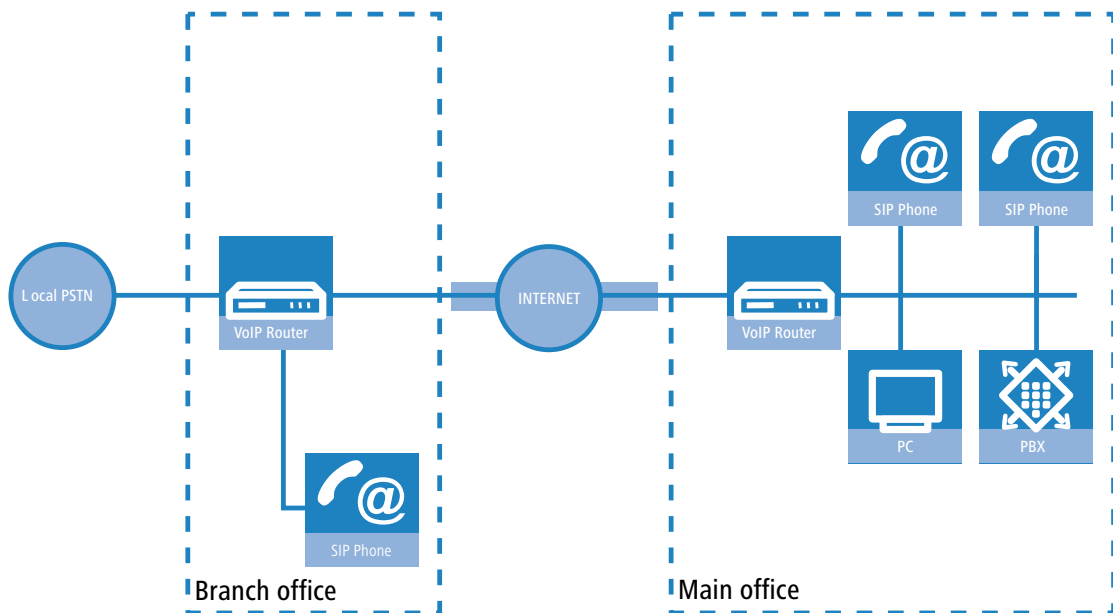 SIP Phone
SIP Phone
Local PSTN
INTERNET
VoIP Router
VoIP Router
PC
PBX
SIP Phone
Branch office
Main office